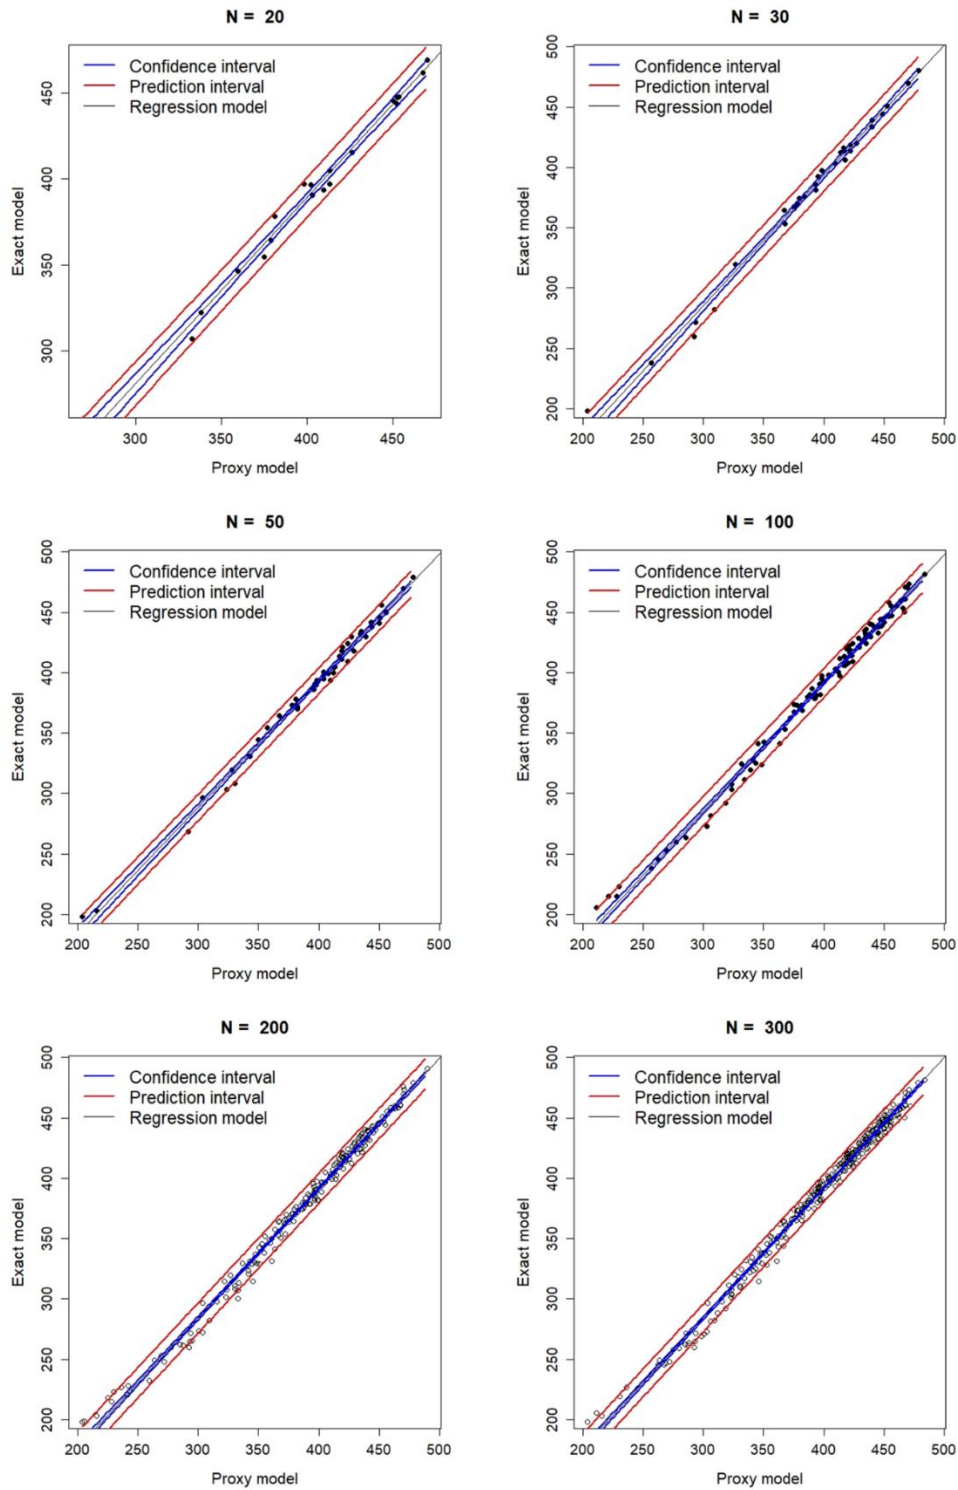 N = 20
Confidence interval
Prediction interval
Regression model
Exact model
450
400
350
300
300 350 400 450
Proxy model
N = 30
Confidence interval
Prediction interval
Regression model
Exact model
500
450
400
350
300
250
200
200 250 300 350 400 450 500
Proxy model
N = 50
Confidence interval
Prediction interval
Regression model
Exact model
500
450
400
350
300
250
200
200 250 300 350 400 450 500
Proxy model
N = 100
Confidence interval
Prediction interval
Regression model
Exact model
500
450
400
350
300
250
200
200 250 300 350 400 450 500
Proxy model
N = 200
Confidence interval
Prediction interval
Regression model
Exact model
500
450
400
350
300
250
200
200 250 300 350 400 450 500
Proxy model
N = 300
Confidence interval
Prediction interval
Regression model
Exact model
500
450
400
350
300
250
200
200 250 300 350 400 450 500
Proxy model